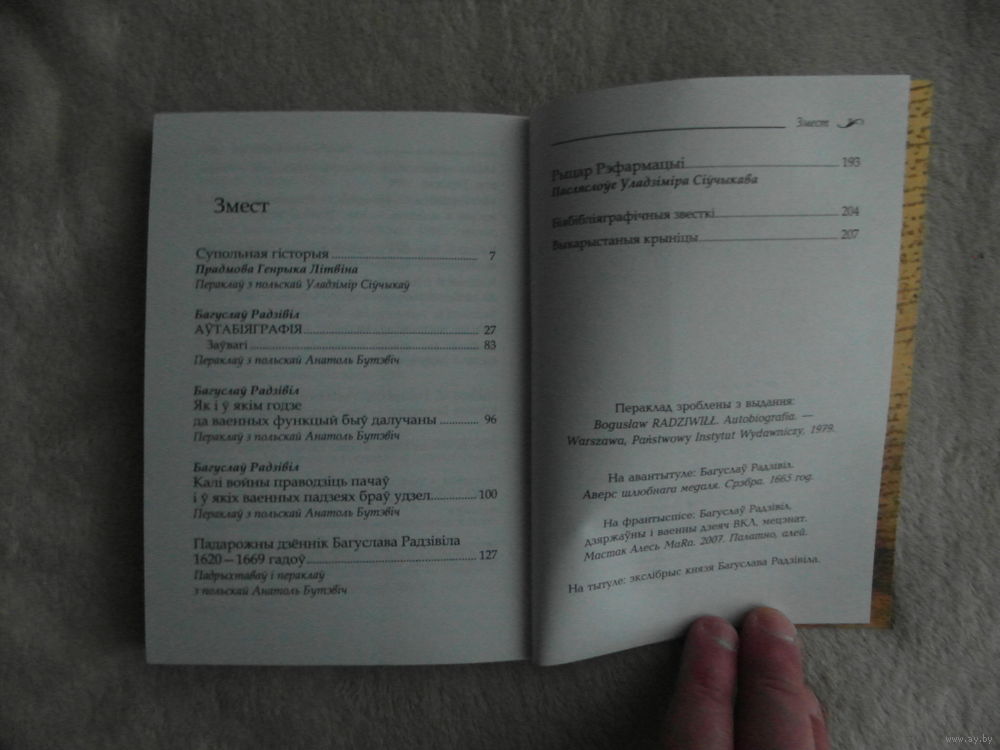 Змест
Супольная гісторыя 7
Прадмова Генрыка Літвіна
Пераклаў з польскай Уладзімір Сіўчыкаў
Багуслаў Радзівіл
АЎТАБІЯГРАФІЯ 27
Заўвагі 83
Пераклаў з польскай Анатоль Бутэвіч
Багуслаў Радзівіл
Як і ў якім годзе
да ваенных функцый быў далучаны 96
Пераклаў з польскай Анатоль Бутэвіч
Багуслаў Радзівіл
Калі войны праводзіць пачаў
і ў якіх ваенных падзеях браў удзел 100
Пераклаў з польскай Анатоль Бутэвіч
Падарожны дзённік Багуслава Радзівіла
1620—1669 гадоў 127
Падрыхтаваў і пераклаў
з польскай Анатоль Бутэвіч
Змест
Рыцар Рэфармацыі 193
Пасляслоўе Уладзіміра Сіўчыкава
Біябібліяграфічныя звесткі 204
Выкарыстаныя крыніцы 207
Пераклад зроблены з выдання:
Bogusław RADZIWIŁŁ. Autobiografia. —
Warszawa, Państwowy Instytut Wydawniczy, 1979.
На авантытуле: Багуслаў Радзівіл.
Аверс шлюбнага медаля. Срэбра. 1665 год.
На франтыспісе: Багуслаў Радзівіл,
дзяржаўны і ваенны дзеяч ВКЛ, мецэнат.
Мастак Алесь МаRа. 2007. Палатно, алей.
На тытуле: экслібрыс князя Багуслава Радзівіла.
www.ay.by